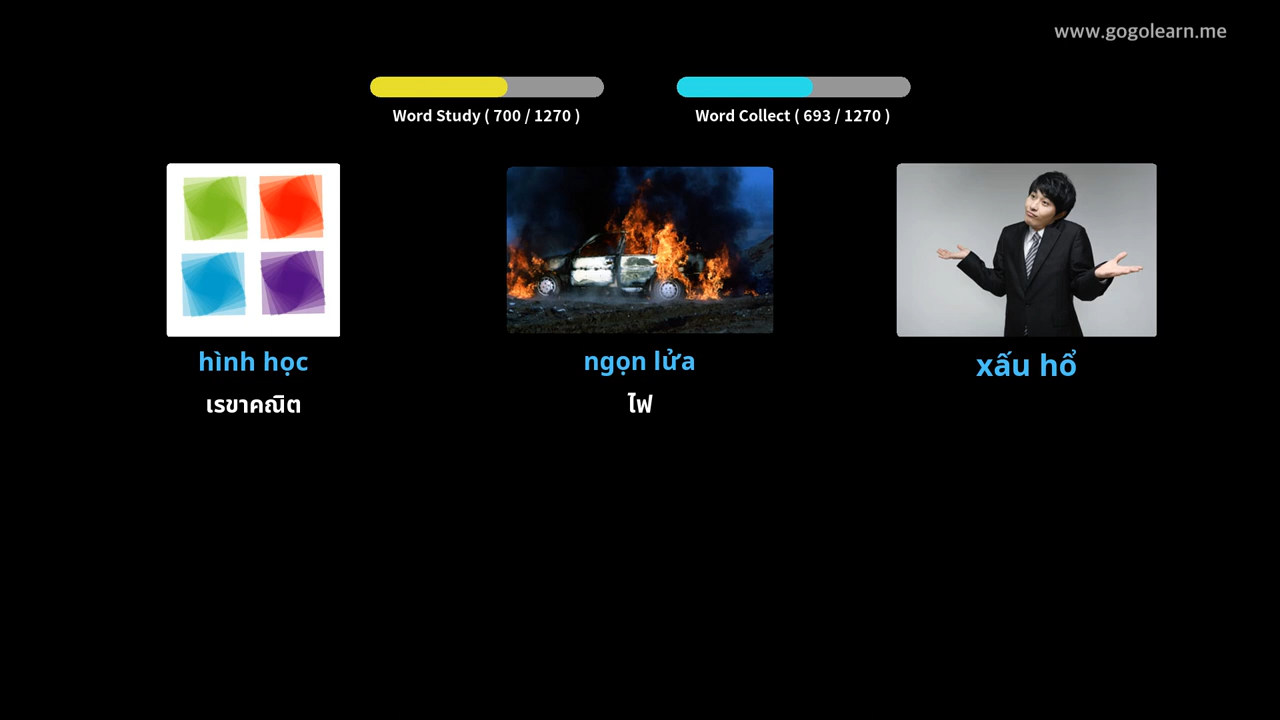 www.gogolearn.me
Word Study ( 700 / 1270 )
Word Collect ( 693 / 1270 )
hình học
เรขาคณิต
ngọn lửa
ไฟ
xấu hổ